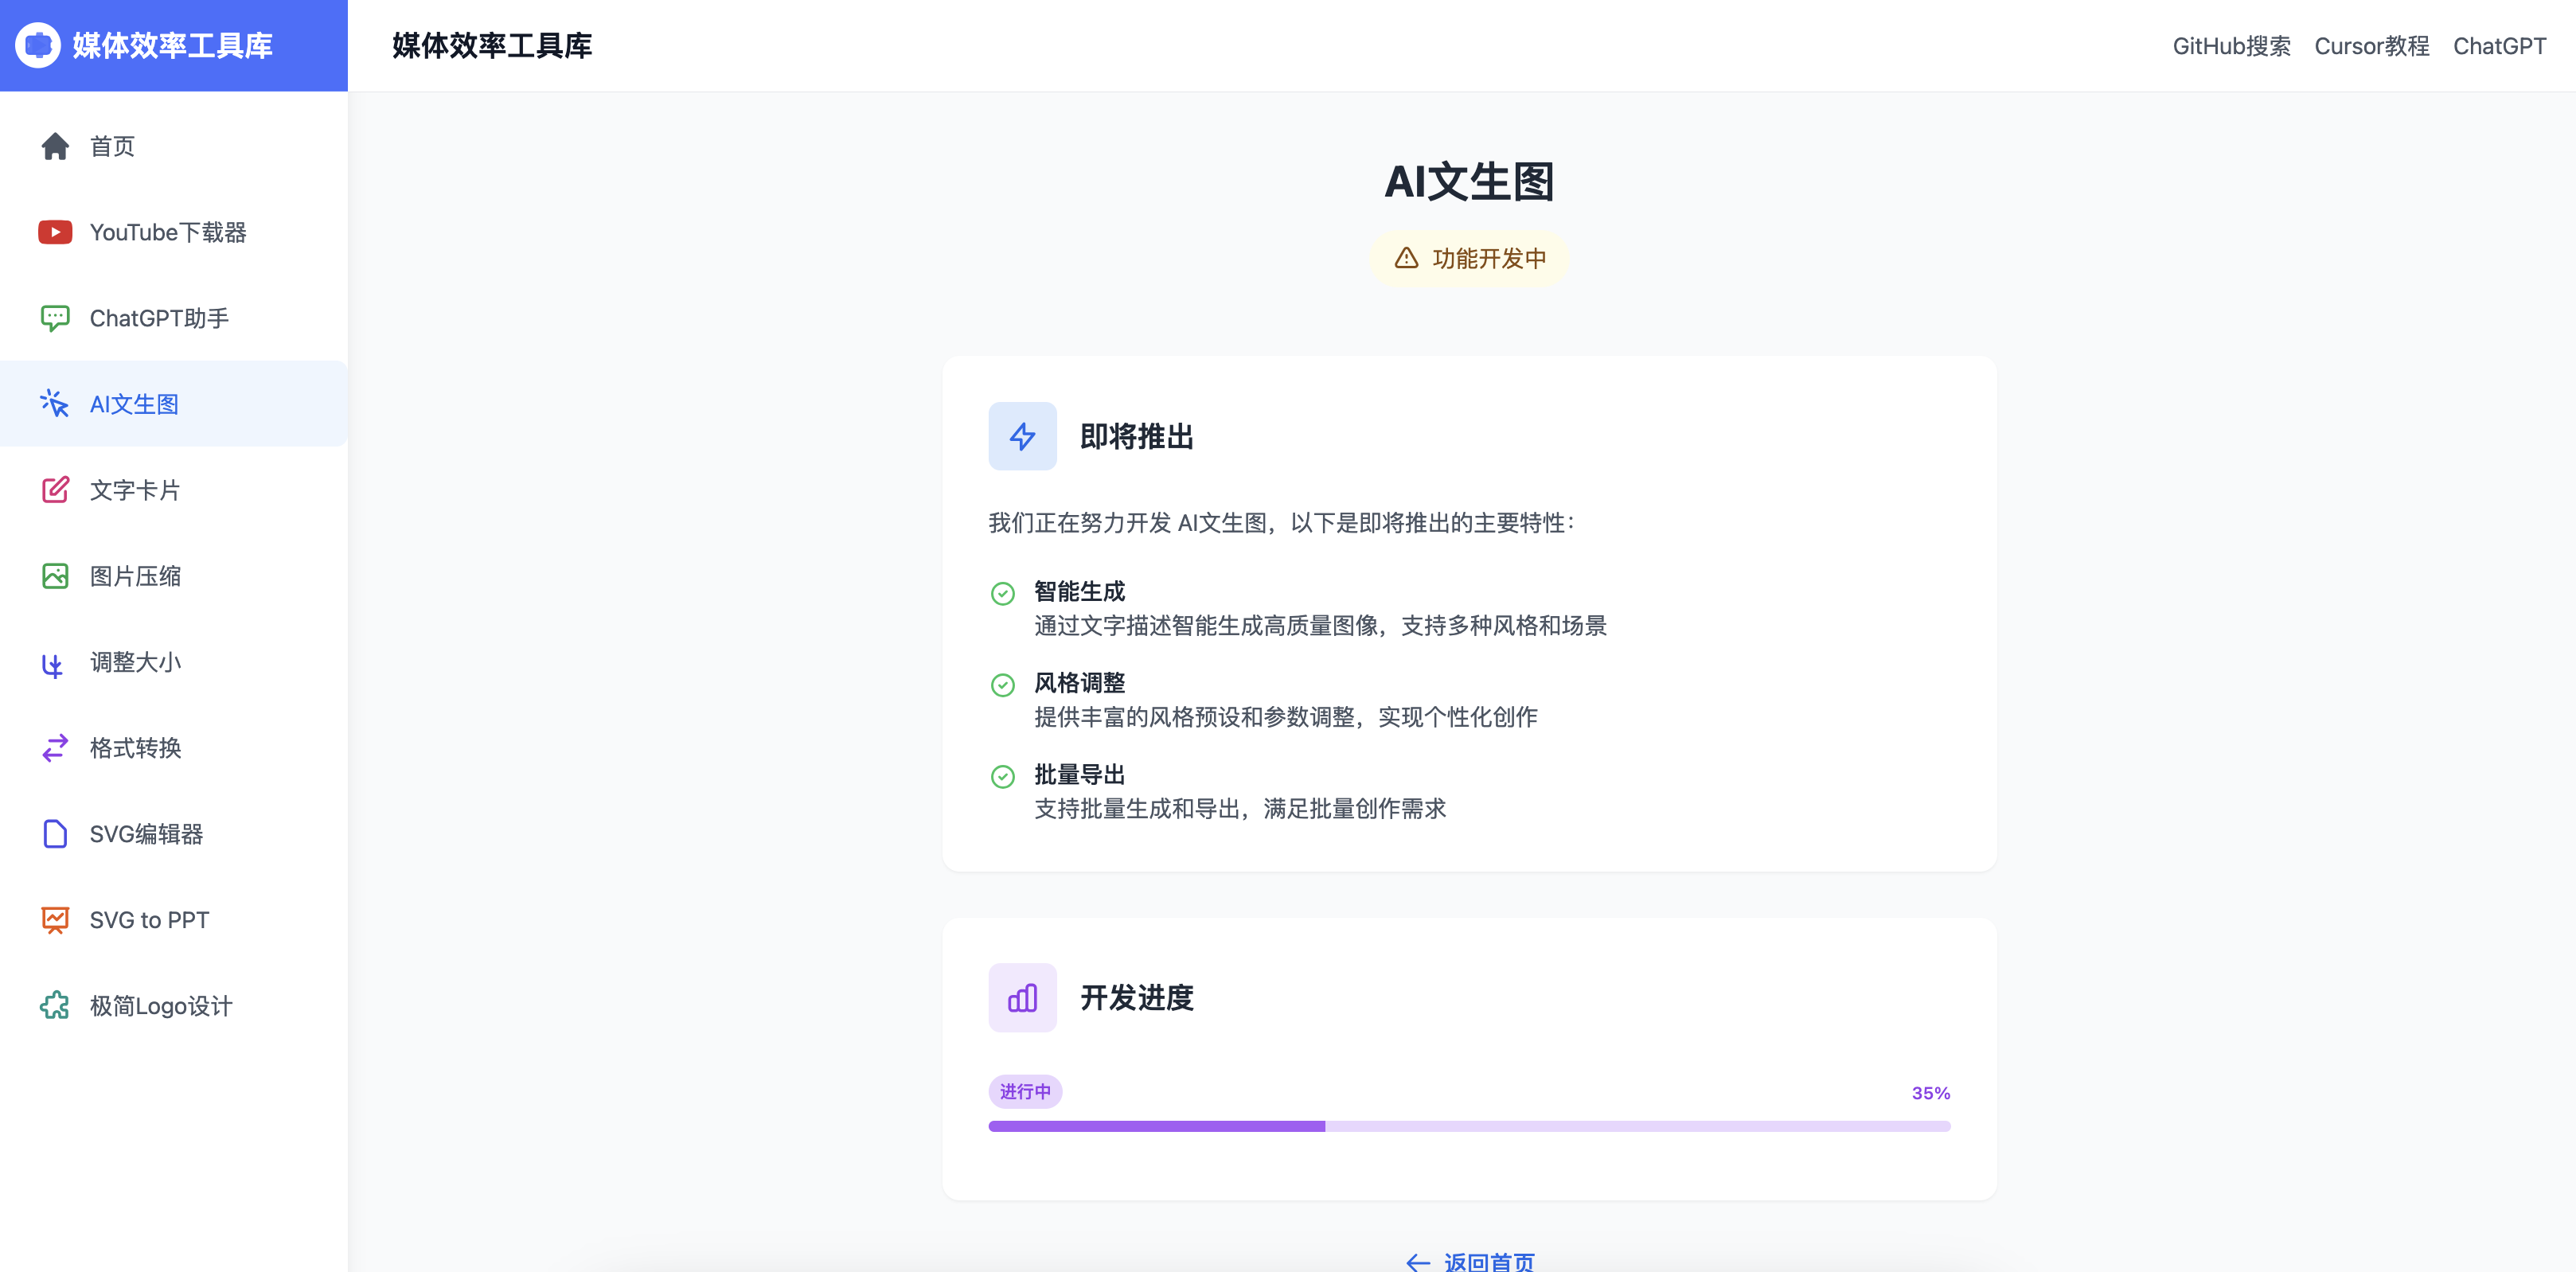 媒体效率工具库
媒体效率工具库
GitHub搜索
Cursor教程
ChatGPT
首页
YouTube下载器
ChatGPT助手
AI文生图
文字卡片
图片压缩
调整大小
格式转换
SVG编辑器
SVG to PPT
极简Logo设计
AI文生图
功能开发中
即将推出
我们正在努力开发 AI文生图，以下是即将推出的主要特性：
智能生成
通过文字描述智能生成高质量图像，支持多种风格和场景
风格调整
提供丰富的风格预设和参数调整，实现个性化创作
批量导出
支持批量生成和导出，满足批量创作需求
开发进度
进行中
35%
返回首页